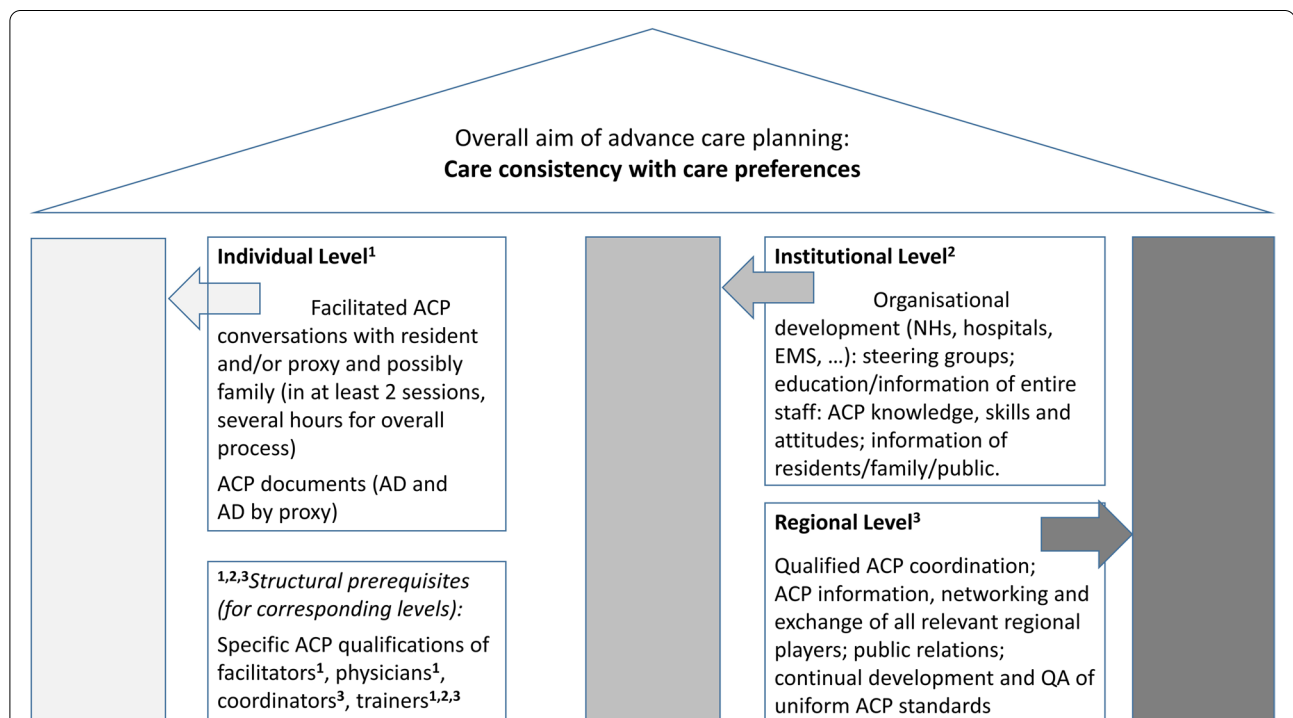 Overall aim of advance care planning:
Care consistency with care preferences
Individual Level¹
Facilitated ACP
conversations with resident
and/or proxy and possibly
family (in at least 2 sessions,
several hours for overall
process)
ACP documents (AD and
AD by proxy)
¹,²,³Structural prerequisites
(for corresponding levels):
Specific ACP qualifications of
facilitators¹, physicians¹,
coordinators³, trainers¹,²,³
Institutional Level²
Organisational
development (NHs, hospitals,
EMS, ...): steering groups;
education/information of entire
staff: ACP knowledge, skills and
attitudes; information of
residents/family/public.
Regional Level³
Qualified ACP coordination;
ACP information, networking and
exchange of all relevant regional
players; public relations;
continual development and QA of
uniform ACP standards